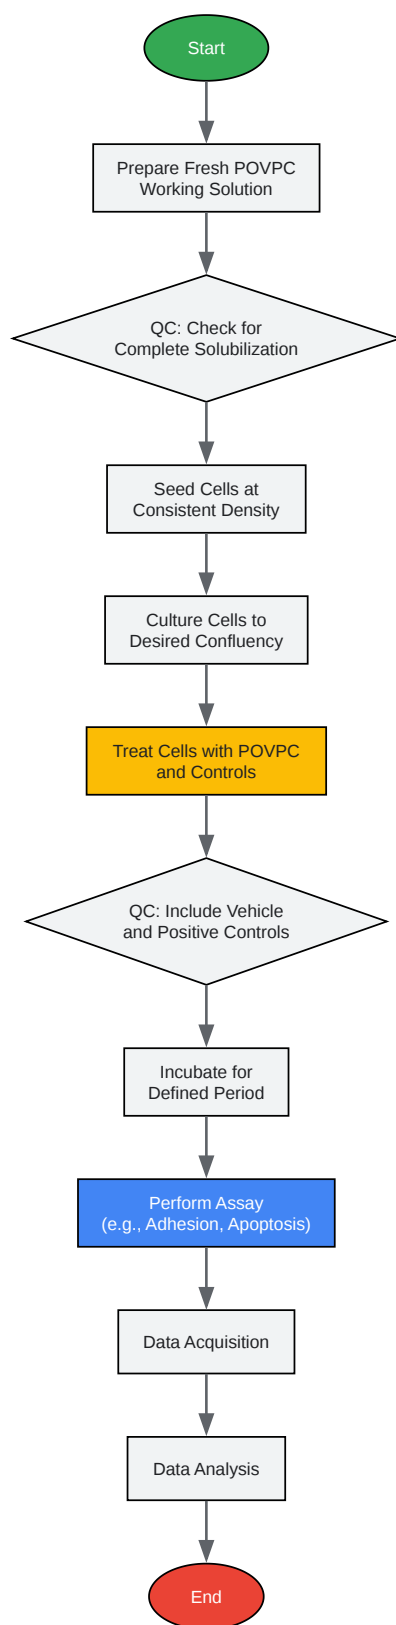 Start
Prepare Fresh POVPC
Working Solution
QC: Check for
Complete Solubilization
Seed Cells at
Consistent Density
Culture Cells to
Desired Confluency
Treat Cells with POVPC
and Controls
QC: Include Vehicle
and Positive Controls
Incubate for
Defined Period
Perform Assay
(e.g., Adhesion, Apoptosis)
Data Acquisition
Data Analysis
End